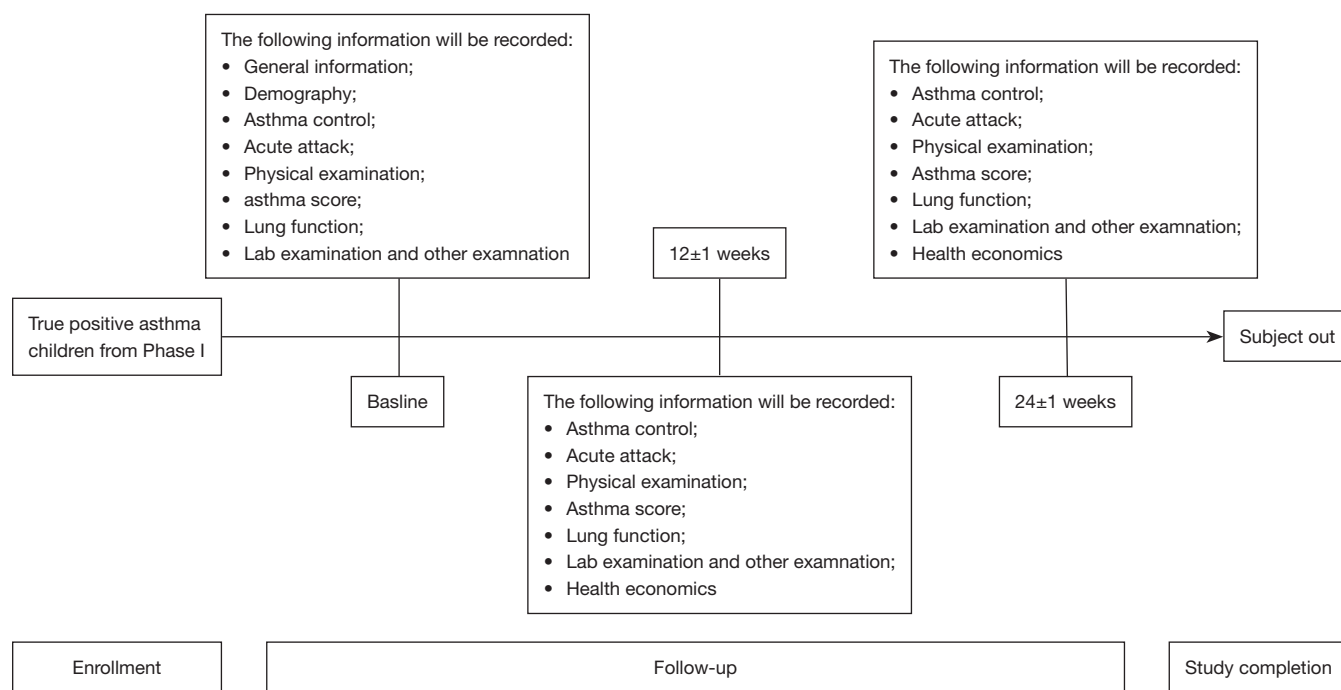 The following information will be recorded:
• General information;
• Demography;
• Asthma control;
• Acute attack;
• Physical examination;
• asthma score;
• Lung function;
• Lab examination and other examnation
The following information will be recorded:
• Asthma control;
• Acute attack;
• Physical examination;
• Asthma score;
• Lung function;
• Lab examination and other examnation;
• Health economics
12±1 weeks
True positive asthma
children from Phase I
Subject out
Basline
The following information will be recorded:
• Asthma control;
• Acute attack;
• Physical examination;
• Asthma score;
• Lung function;
• Lab examination and other examnation;
• Health economics
24±1 weeks
Enrollment
Follow-up
Study completion